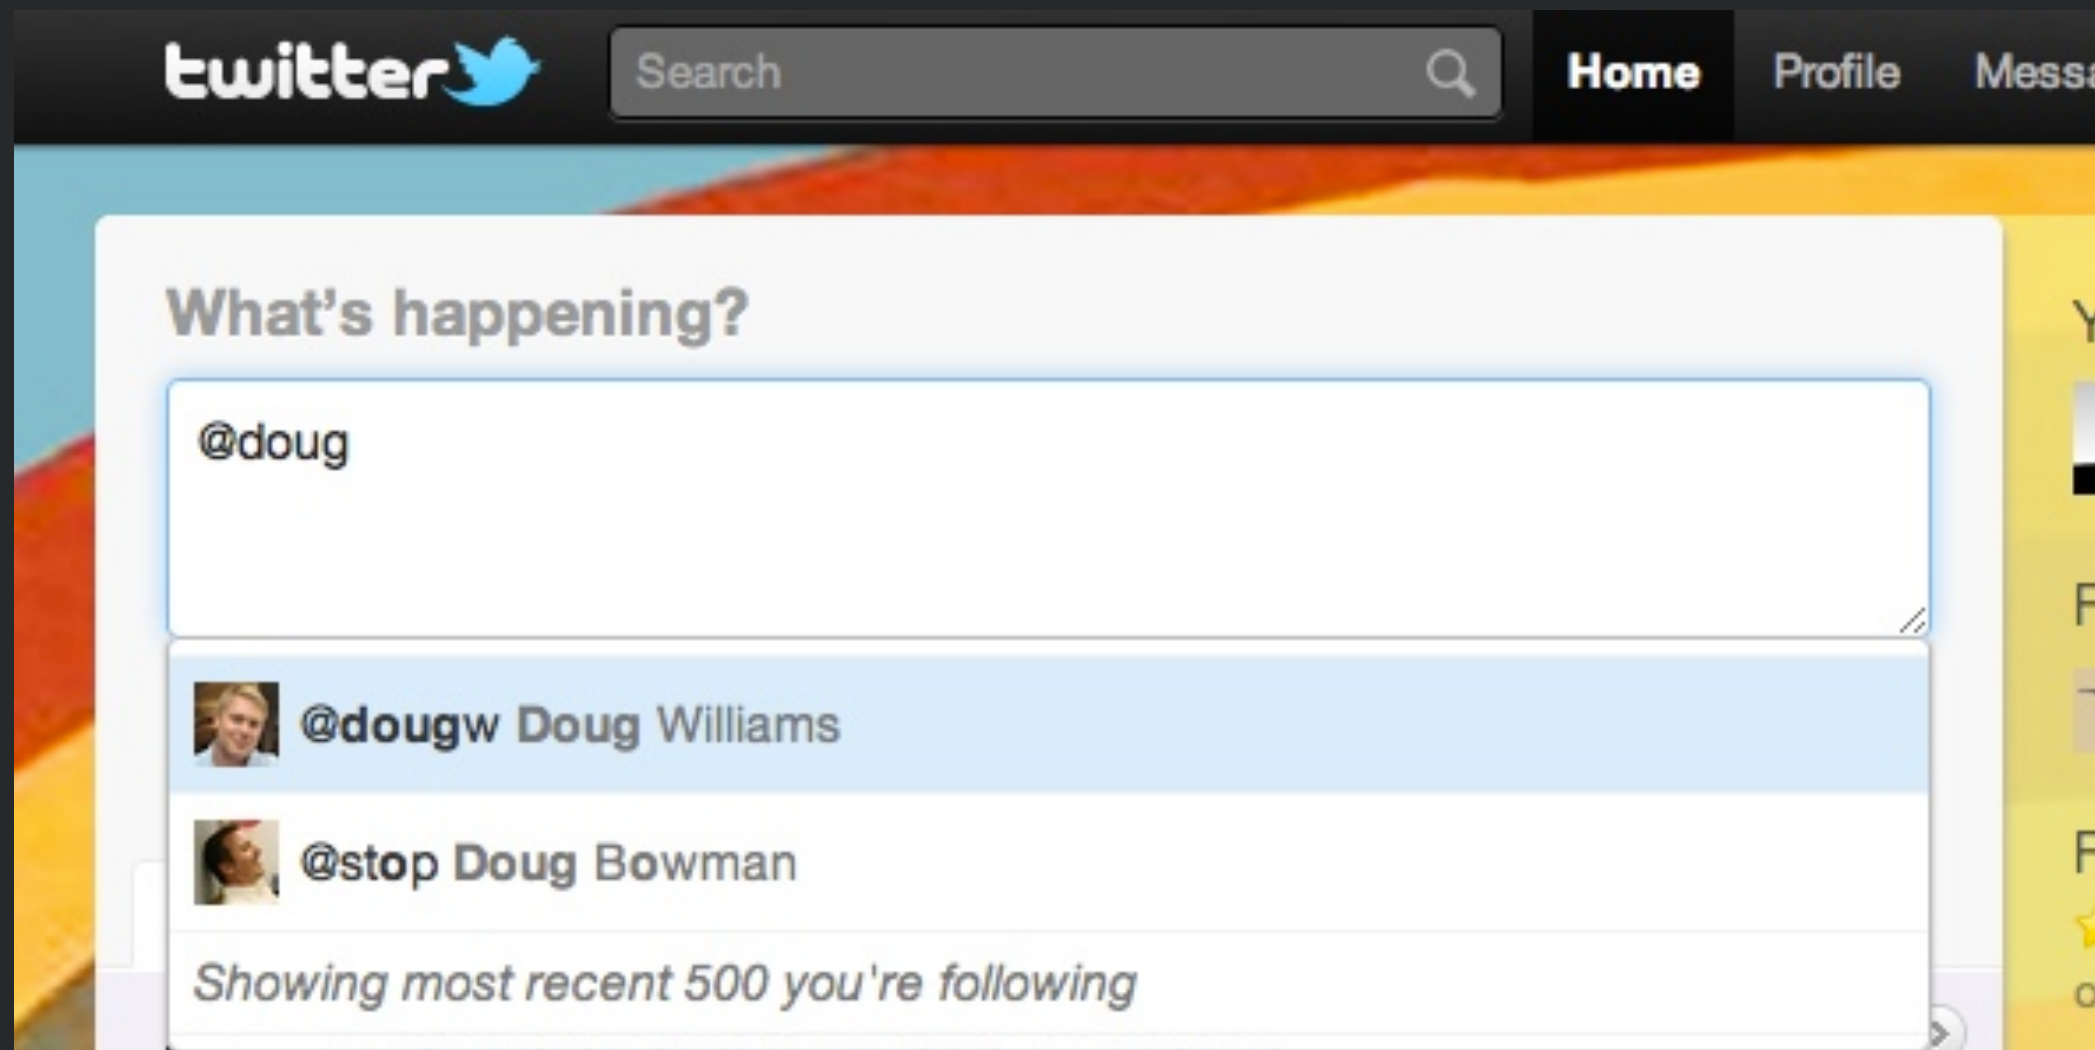 twitter Search Home Profile
What's happening?
@doug
@dougw Doug Williams
@stop Doug Bowman
Showing most recent 500 you're following